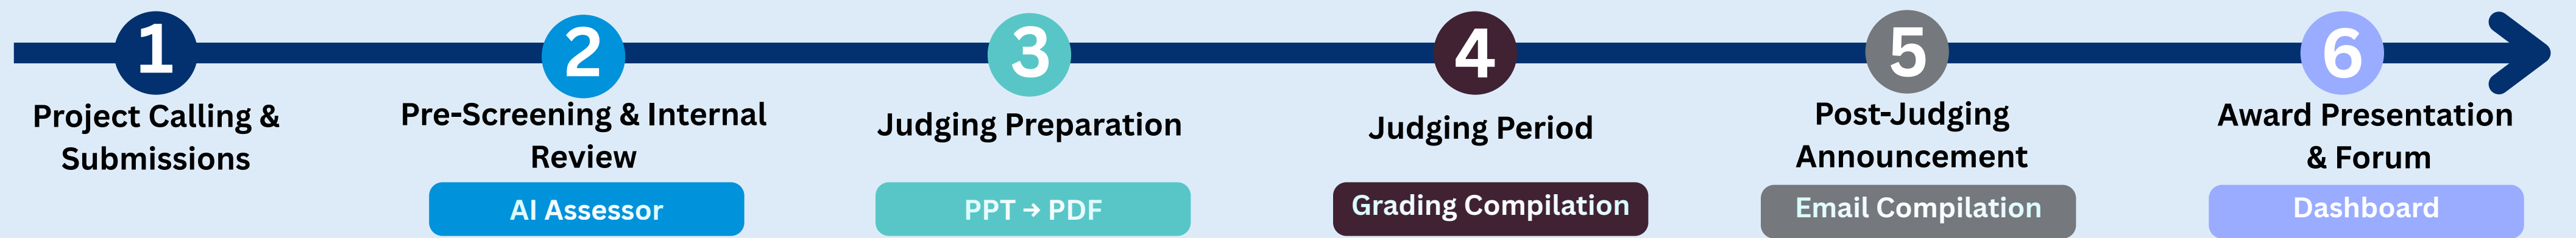 1
Project Calling &
Submissions
2
Pre-Screening & Internal
Review
AI Assessor
3
Judging Preparation
PPT → PDF
4
Judging Period
Grading Compilation
5
Post-Judging
Announcement
Email Compilation
6
Award Presentation
& Forum
Dashboard